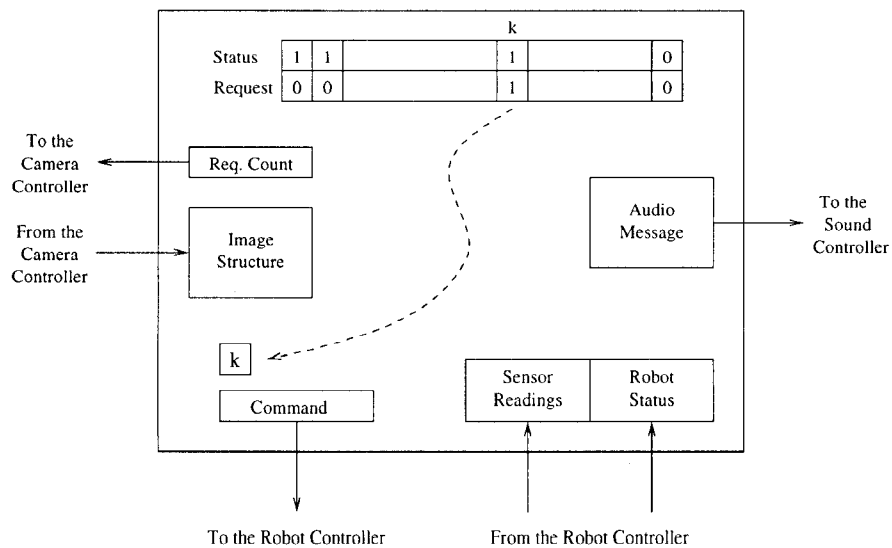 k
Status 1 1 1 0
Request 0 0 1 0
To the
Camera
Controller
Req. Count
From the
Camera
Controller
Image
Structure
Audio
Message
To the
Sound
Controller
k
Command
Sensor
Readings
Robot
Status
To the Robot Controller
From the Robot Controller